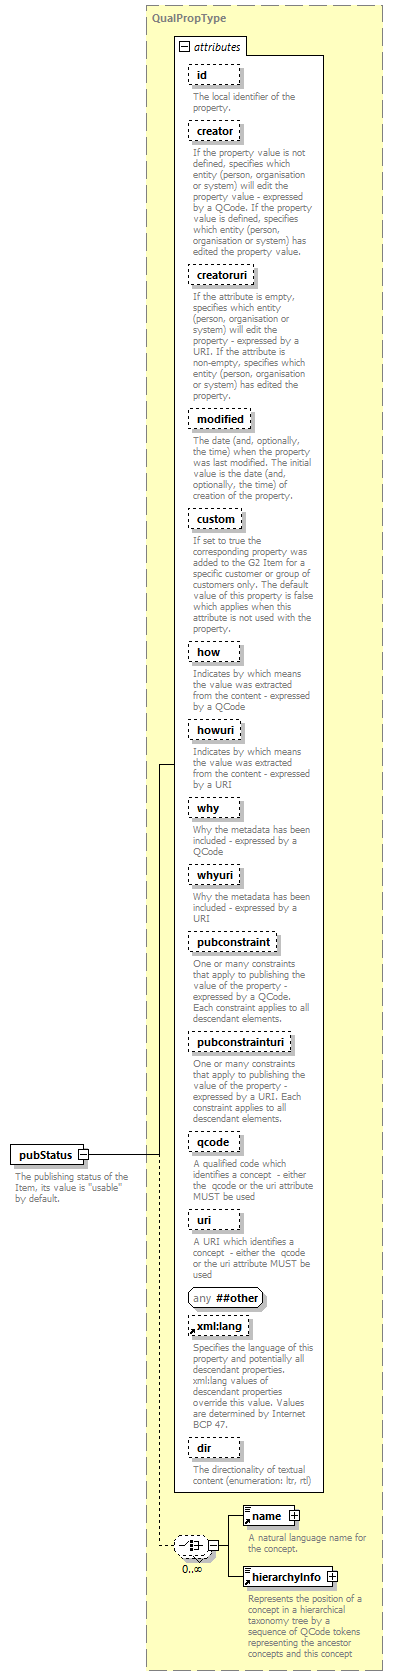 QualPropType
attributes
id
The local identifier of the
property.
creator
If the property value is not
defined, specifies which
entity (person, organisation
or system) will edit the
property value - expressed
by a QCode. If the property
value is defined, specifies
which entity (person,
organisation or system) has
edited the property value.
creatoruri
If the attribute is empty,
specifies which entity
(person, organisation or
system) will edit the
property - expressed by a
URI. If the attribute is
non-empty, specifies which
entity (person, organisation
or system) has edited the
property.
modified
The date (and, optionally,
the time) when the property
was last modified. The initial
value is the date (and,
optionally, the time) of
creation of the property.
custom
If set to true the
corresponding property was
added to the G2 Item for a
specific customer or group of
customers only. The default
value of this property is false
which applies when this
attribute is not used with the
property.
how
Indicates by which means
the value was extracted
from the content - expressed
by a QCode
howuri
Indicates by which means
the value was extracted
from the content - expressed
by a URI
why
Why the metadata has been
included - expressed by a
QCode
whyuri
Why the metadata has been
included - expressed by a
URI
pubconstraint
One or many constraints
that apply to publishing the
value of the property -
expressed by a QCode.
Each constraint applies to all
descendant elements.
pubconstrainturi
One or many constraints
that apply to publishing the
value of the property -
expressed by a URI. Each
constraint applies to all
descendant elements.
qcode
A qualified code which
identifies a concept  - either
the  qcode or the uri attribute
MUST be used
uri
A URI which identifies a
concept  - either the  qcode
or the uri attribute MUST be
used
any ##other
xml:lang
Specifies the language of this
property and potentially all
descendant properties.
xml:lang values of
descendant properties
override this value. Values
are determined by Internet
BCP 47.
dir
The directionality of textual
content (enumeration: ltr, rtl)
pubStatus
The publishing status of the
Item, its value is "usable"
by default.
0..∞
name
A natural language name for
the concept.
hierarchyInfo
Represents the position of a
concept in a hierarchical
taxonomy tree by a
sequence of QCode tokens
representing the ancestor
concepts and this concept